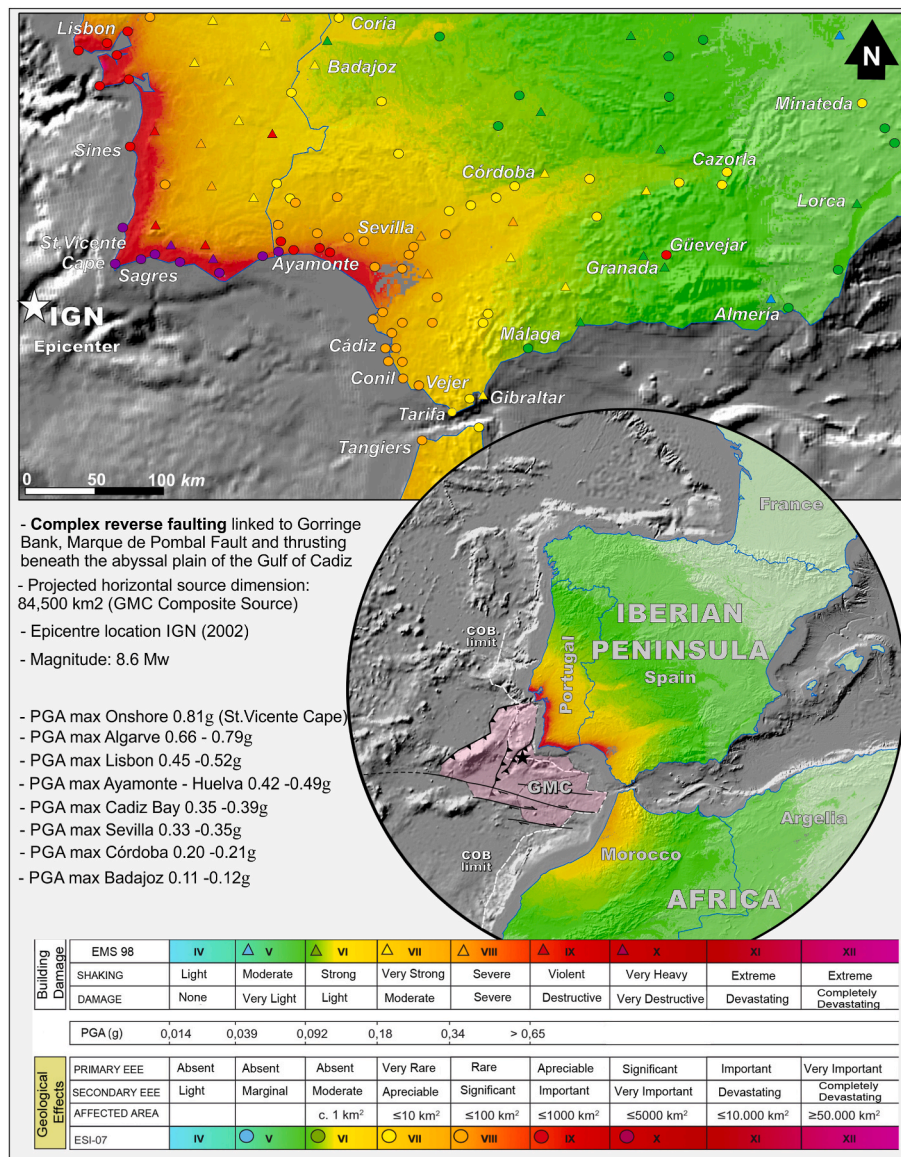 Lisbon
Coría
N
Badajoz
Minateda
Sines
Córdoba
Cazorla
Lorca
Sevilla
St.Vicente
Cape
Sagres
Ayamonte
Güevejar
Granada
IGN
Epicenter
Almería
Málaga
Cádiz
Conil
Vejer
Gibraltar
Tarifa
Tangiers
0 50 100 km
- Complex reverse faulting linked to Gorringe
Bank, Marque de Pombal Fault and thrusting
beneath the abyssal plain of the Gulf of Cadiz
- Projected horizontal source dimension:
84,500 km2 (GMC Composite Source)
- Epicentre location IGN (2002)
- Magnitude: 8.6 Mw
- PGA max Onshore 0.81g (St.Vicente Cape)
- PGA max Algarve 0.66 - 0.79g
- PGA max Lisbon 0.45 -0.52g
- PGA max Ayamonte - Huelva 0.42 -0.49g
- PGA max Cadiz Bay 0.35 -0.39g
- PGA max Sevilla 0.33 -0.35g
- PGA max Córdoba 0.20 -0.21g
- PGA max Badajoz 0.11 -0.12g
France
IBERIAN
PENINSULA
Spain
Portugal
COB
limit
GMC
COB
limit
Argelia
Morocco
AFRICA
Building
Damage
EMS 98 IV V VI VII VIII IX X XI XII
SHAKING Light Moderate Strong Very Strong Severe Violent Very Heavy Extreme Extreme
DAMAGE None Very Light Light Moderate Severe Destructive Very Destructive Devastating Completely Devastating
PGA (g) 0,014 0,039 0,092 0,18 0,34 > 0,65
Geological
Effects
PRIMARY EEE Absent Absent Absent Very Rare Rare Apreciable Significant Important Very Important
SECONDARY EEE Light Marginal Moderate Apreciable Significant Important Very Important Devastating Completely Devastating
AFFECTED AREA c. 1 km² ≤10 km² ≤100 km² ≤1000 km² ≤5000 km² ≤10.000 km² ≥50.000 km²
ESI-07 IV V VI VII VIII IX X XI XII